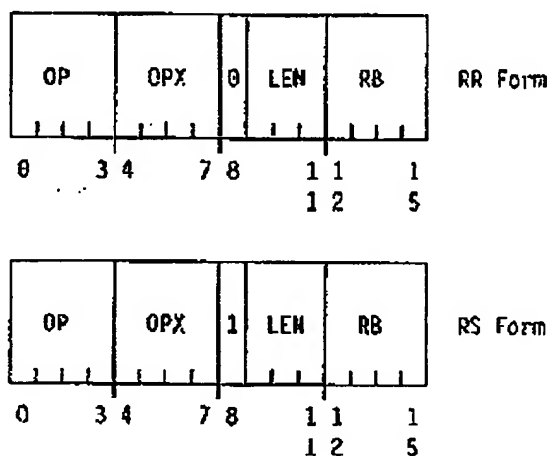 OP OPX 0 LEN RB RR Form
0 3 4 7 8 1 1 1
1 2 5
OP OPX 1 LEN RB RS Form
0 3 4 7 8 1 1 1
1 2 5